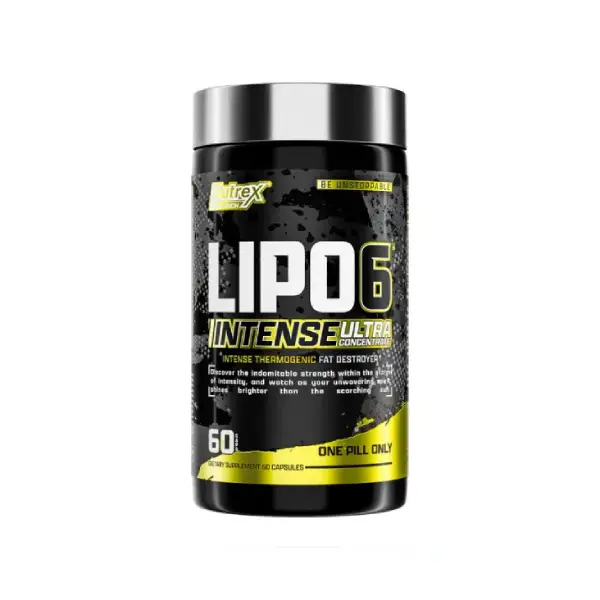 Nutrex
BE UNSTOPPABLE
LIPO6
INTENSE ULTRA
CONCENTRATE
INTENSE THERMOGENIC FAT DESTROYER
Discover the indomitable strength within the
of intensity, and watch as your unwavering
shines brighter than the scorching sun
60
ONE PILL ONLY
DIETARY SUPPLEMENT 60 CAPSULES